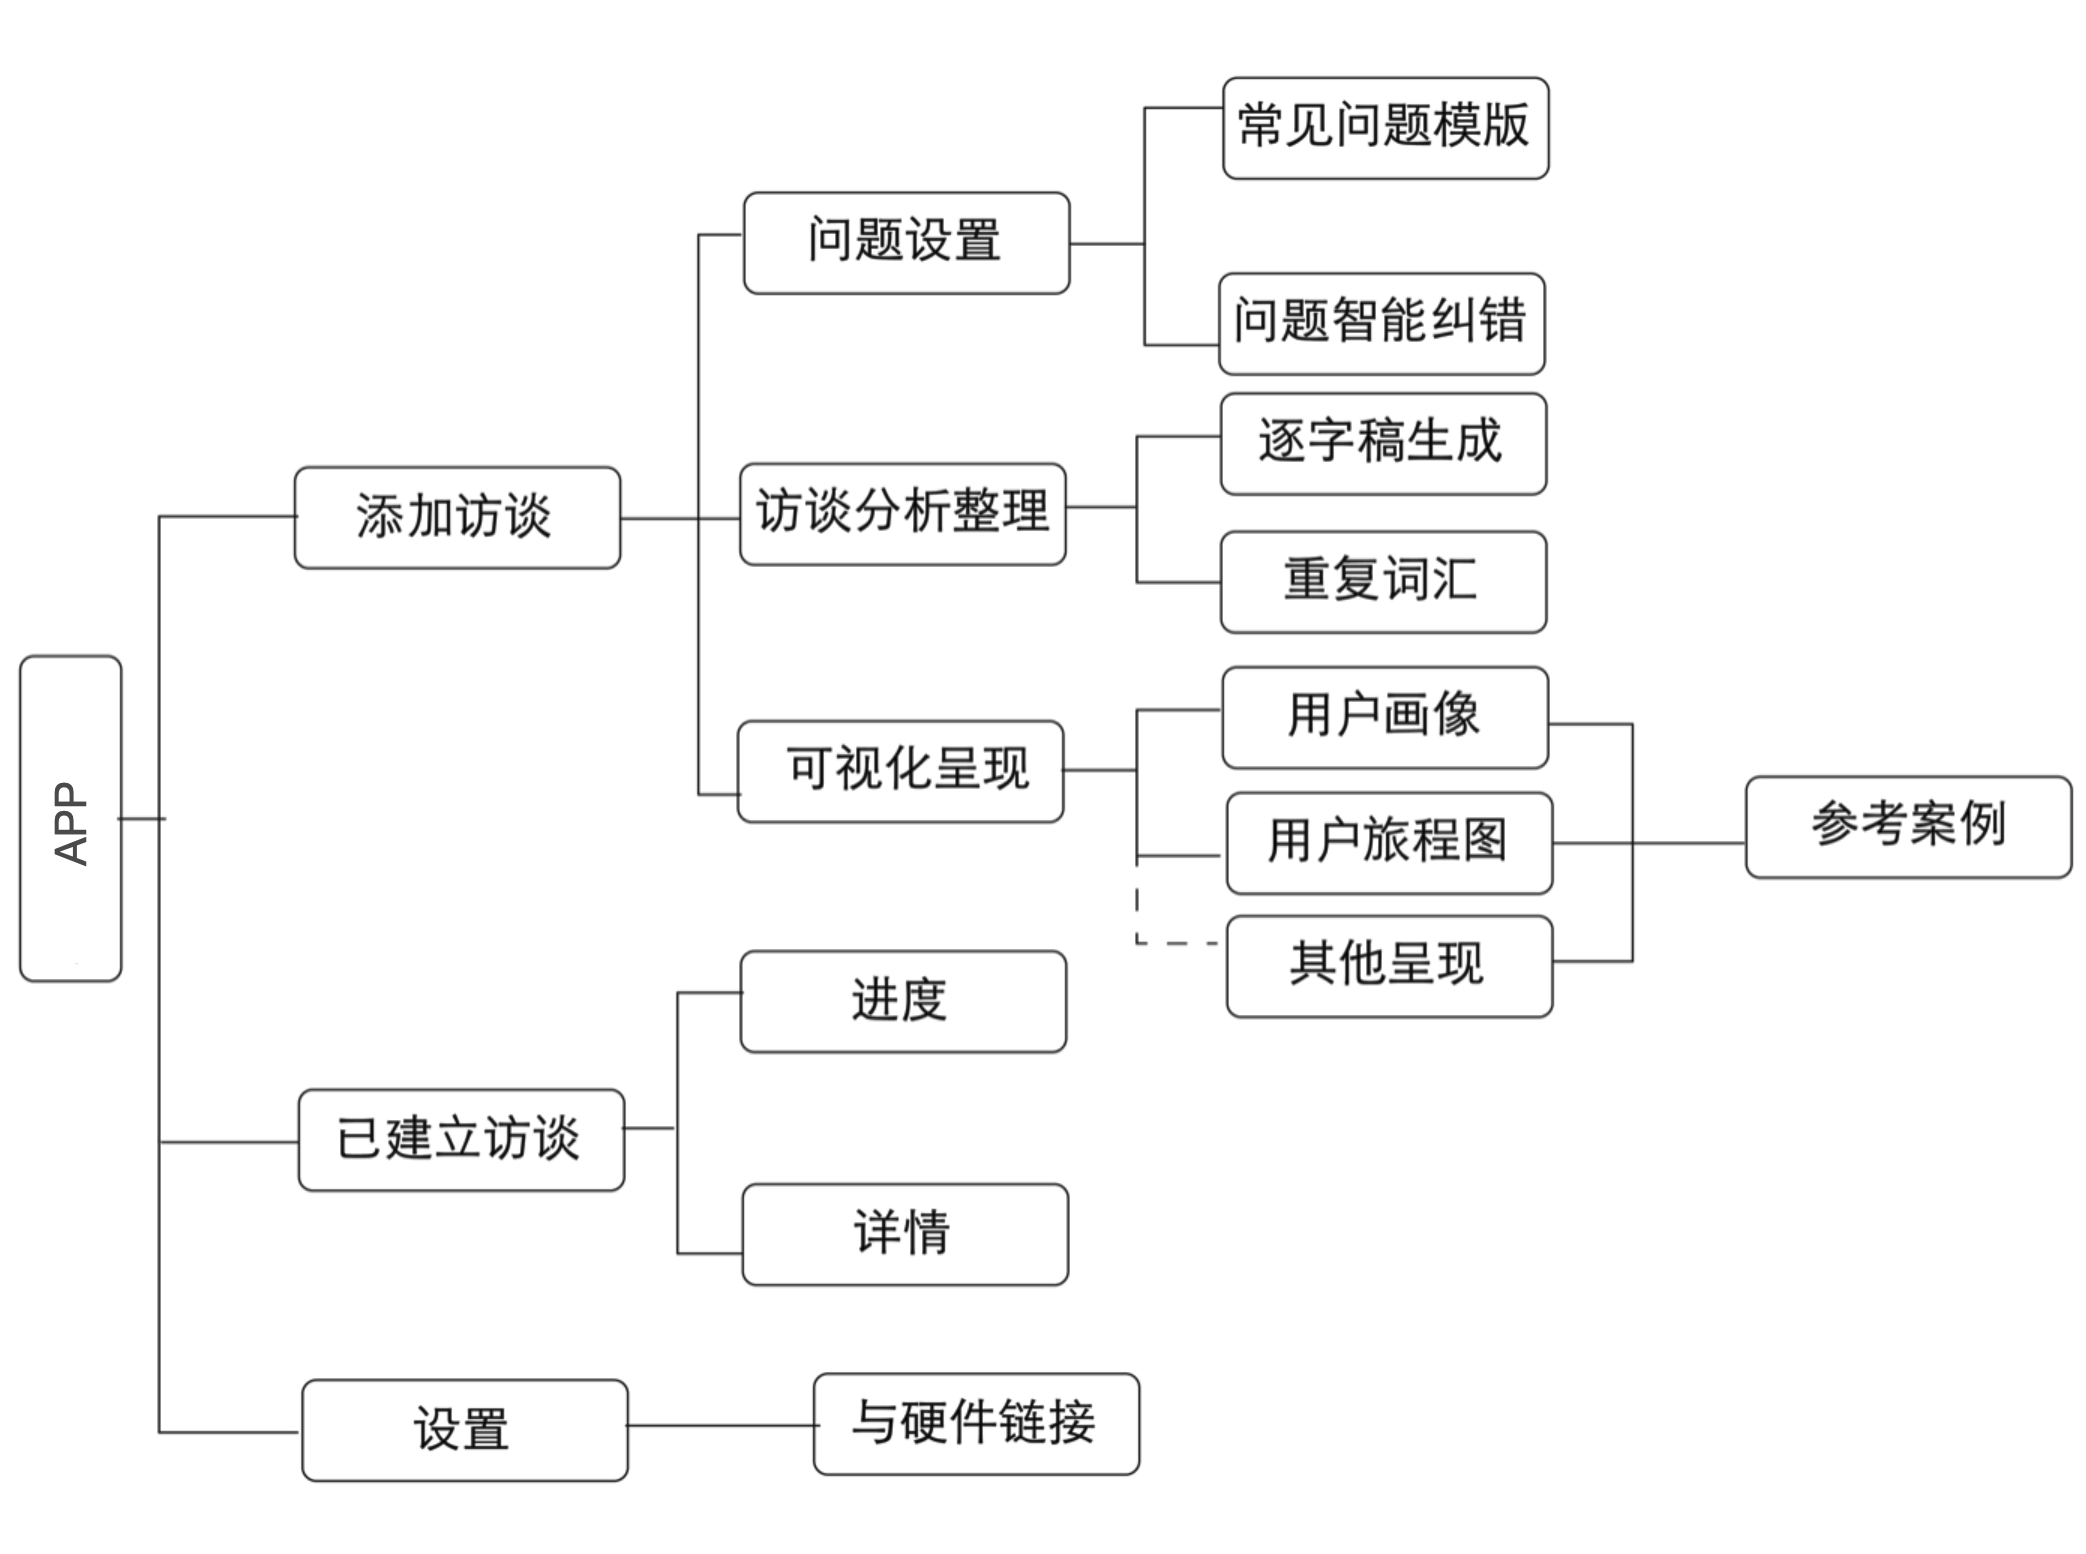 APP
添加访谈
问题设置
常见问题模版
问题智能纠错
访谈分析整理
逐字稿生成
重复词汇
可视化呈现
用户画像
用户旅程图
其他呈现
参考案例
已建立访谈
进度
详情
设置
与硬件链接